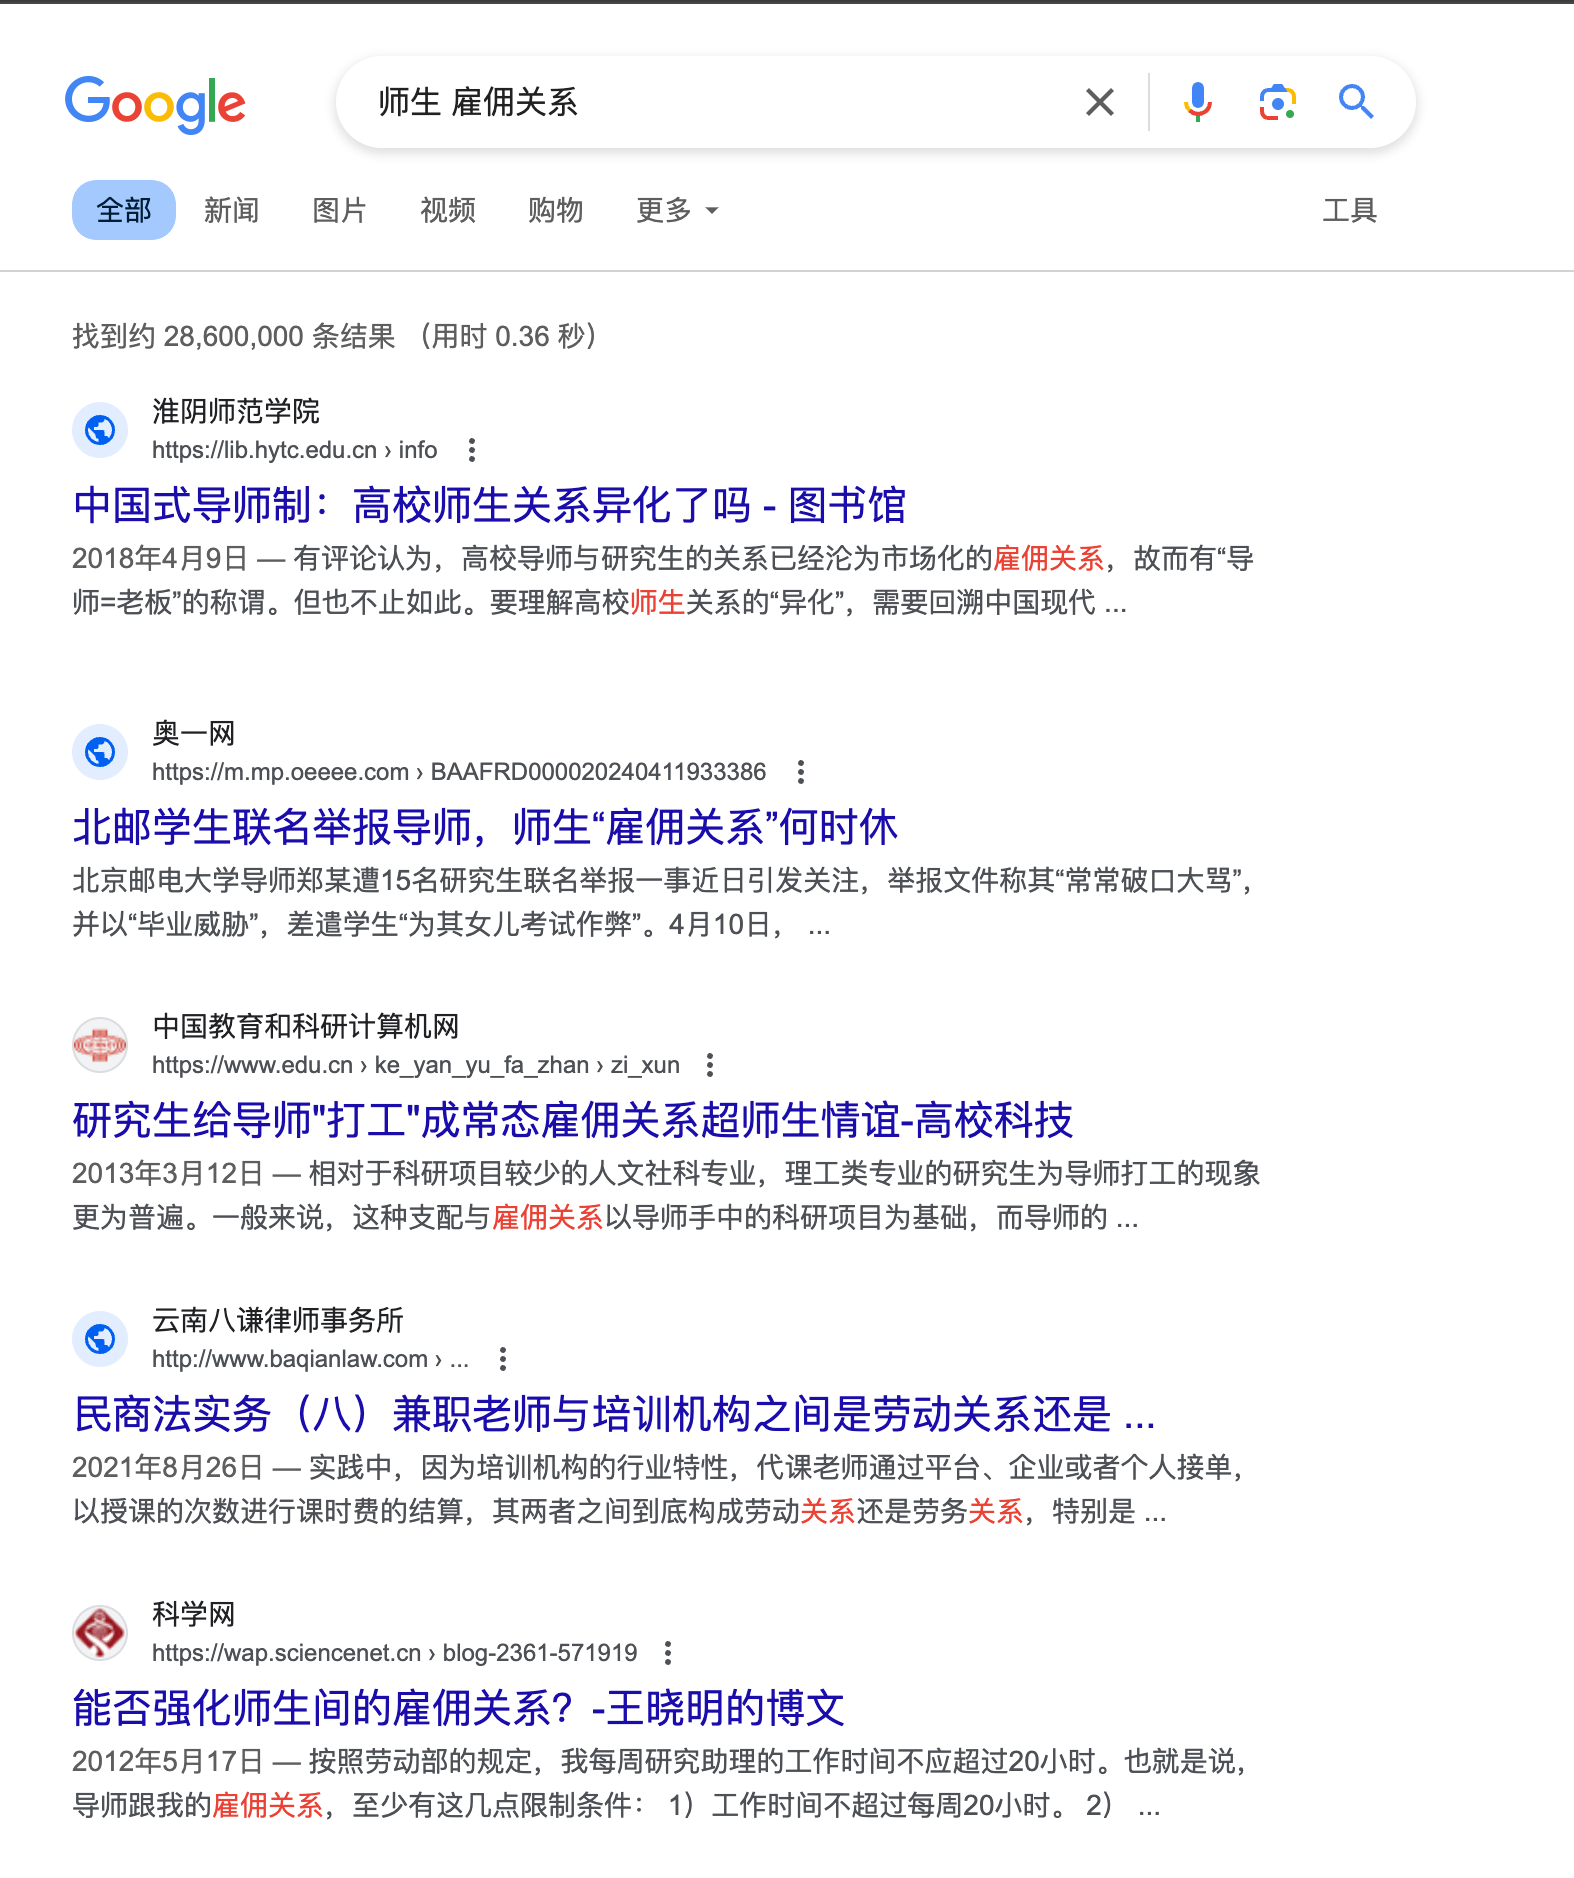 Google
师生 雇佣关系
全部 新闻 图片 视频 购物 更多 工具
找到约 28,600,000 条结果 （用时 0.36 秒）
淮阴师范学院
https://lib.hytc.edu.cn › info
中国式导师制：高校师生关系异化了吗 - 图书馆
2018年4月9日 — 有评论认为，高校导师与研究生的关系已经沦为市场化的雇佣关系，故而有“导
师=老板”的称谓。但也不止如此。要理解高校师生关系的“异化”，需要回溯中国现代 ...
奥一网
https://m.mp.oeeee.com › BAAFRD000020240411933386
北邮学生联名举报导师，师生“雇佣关系”何时休
北京邮电大学导师郑某遭15名研究生联名举报一事近日引发关注，举报文件称其“常常破口大骂”，
并以“毕业威胁”，差遣学生“为其女儿考试作弊”。4月10日， ...
中国教育和科研计算机网
https://www.edu.cn › ke_yan_yu_fa_zhan › zi_xun
研究生给导师"打工"成常态雇佣关系超师生情谊-高校科技
2013年3月12日 — 相对于科研项目较少的人文社科专业，理工类专业的研究生为导师打工的现象
更为普遍。一般来说，这种支配与雇佣关系以导师手中的科研项目为基础，而导师的 ...
云南八谦律师事务所
http://www.baqianlaw.com › ...
民商法实务（八）兼职老师与培训机构之间是劳动关系还是 ...
2021年8月26日 — 实践中，因为培训机构的行业特性，代课老师通过平台、企业或者个人接单，
以授课的次数进行课时费的结算，其两者之间到底构成劳动关系还是劳务关系，特别是 ...
科学网
https://wap.sciencenet.cn › blog-2361-571919
能否强化师生间的雇佣关系？-王晓明的博文
2012年5月17日 — 按照劳动部的规定，我每周研究助理的工作时间不应超过20小时。也就是说，
导师跟我的雇佣关系，至少有这几点限制条件： 1）工作时间不超过每周20小时。 2） ...